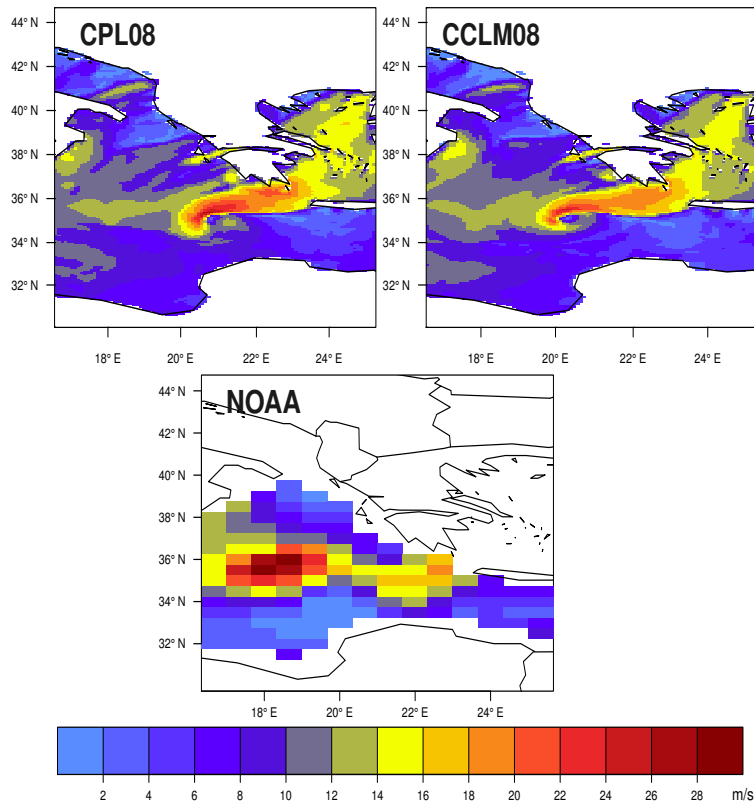 CPL08
CCLM08
44° N
42° N
40° N
38° N
36° N
34° N
32° N
44° N
42° N
40° N
38° N
36° N
34° N
32° N
18° E 20° E 22° E 24° E
18° E 20° E 22° E 24° E
NOAA
44° N
42° N
40° N
38° N
36° N
34° N
32° N
18° E 20° E 22° E 24° E
2 4 6 8 10 12 14 16 18 20 22 24 26 28 m/s